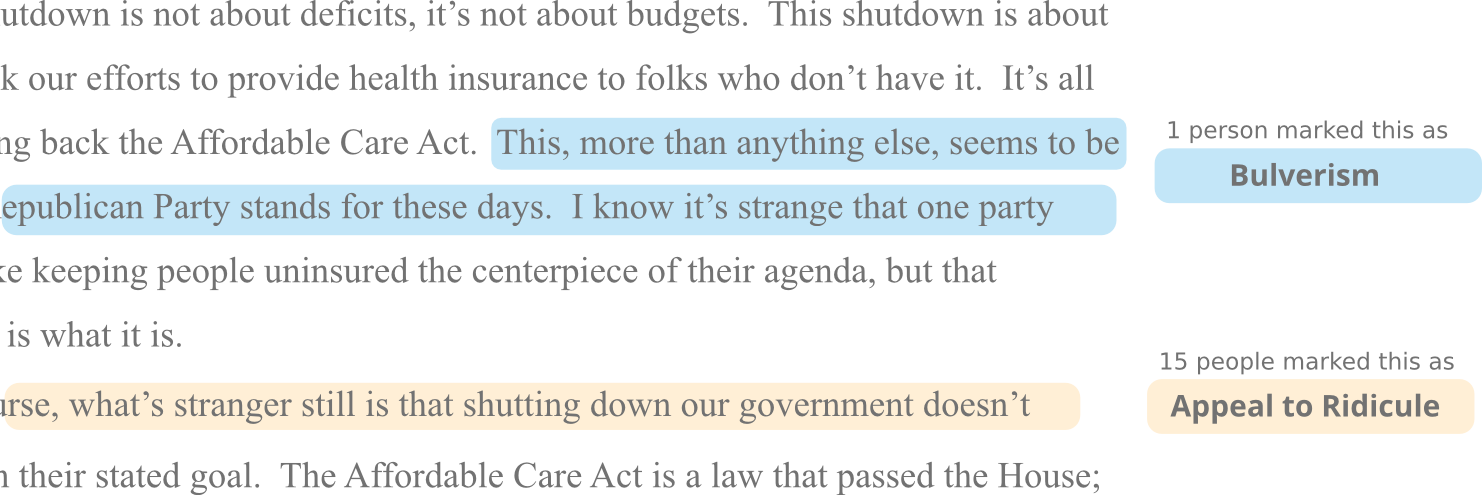 utdown is not about deficits, it’s not about budgets.  This shutdown is about
k our efforts to provide health insurance to folks who don’t have it.  It’s all
ng back the Affordable Care Act.  This, more than anything else, seems to be
epublican Party stands for these days.  I know it’s strange that one party
ke keeping people uninsured the centerpiece of their agenda, but that
is what it is.
urse, what’s stranger still is that shutting down our government doesn’t
n their stated goal.  The Affordable Care Act is a law that passed the House;
1 person marked this as
Bulverism
15 people marked this as
Appeal to Ridicule